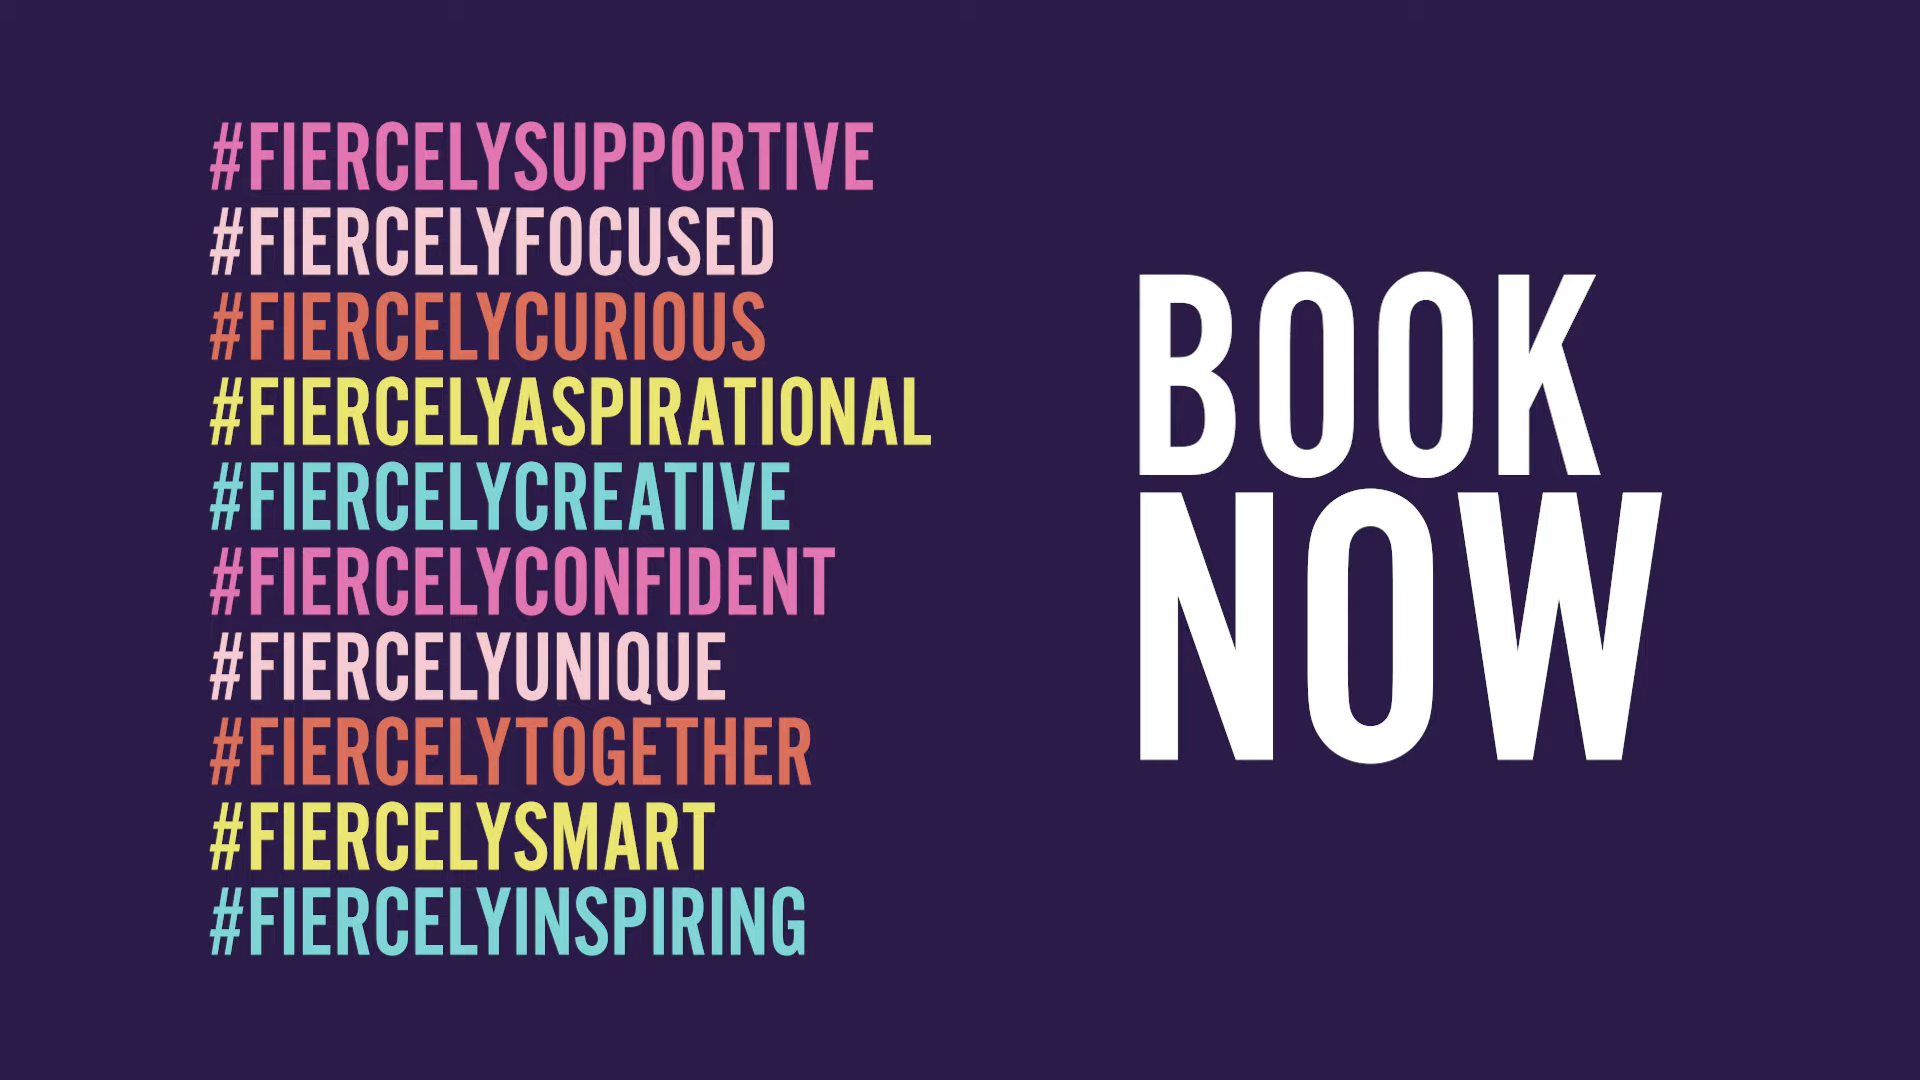 #FIERCELYSUPPORTIVE
#FIERCELYFOCUSED
#FIERCELYCURIOUS
#FIERCELYASPIRATIONAL
#FIERCELYCREATIVE
#FIERCELYCONFIDENT
#FIERCELYUNIQUE
#FIERCELYTOGETHER
#FIERCELYSMART
#FIERCELYINSPIRING
BOOK
NOW